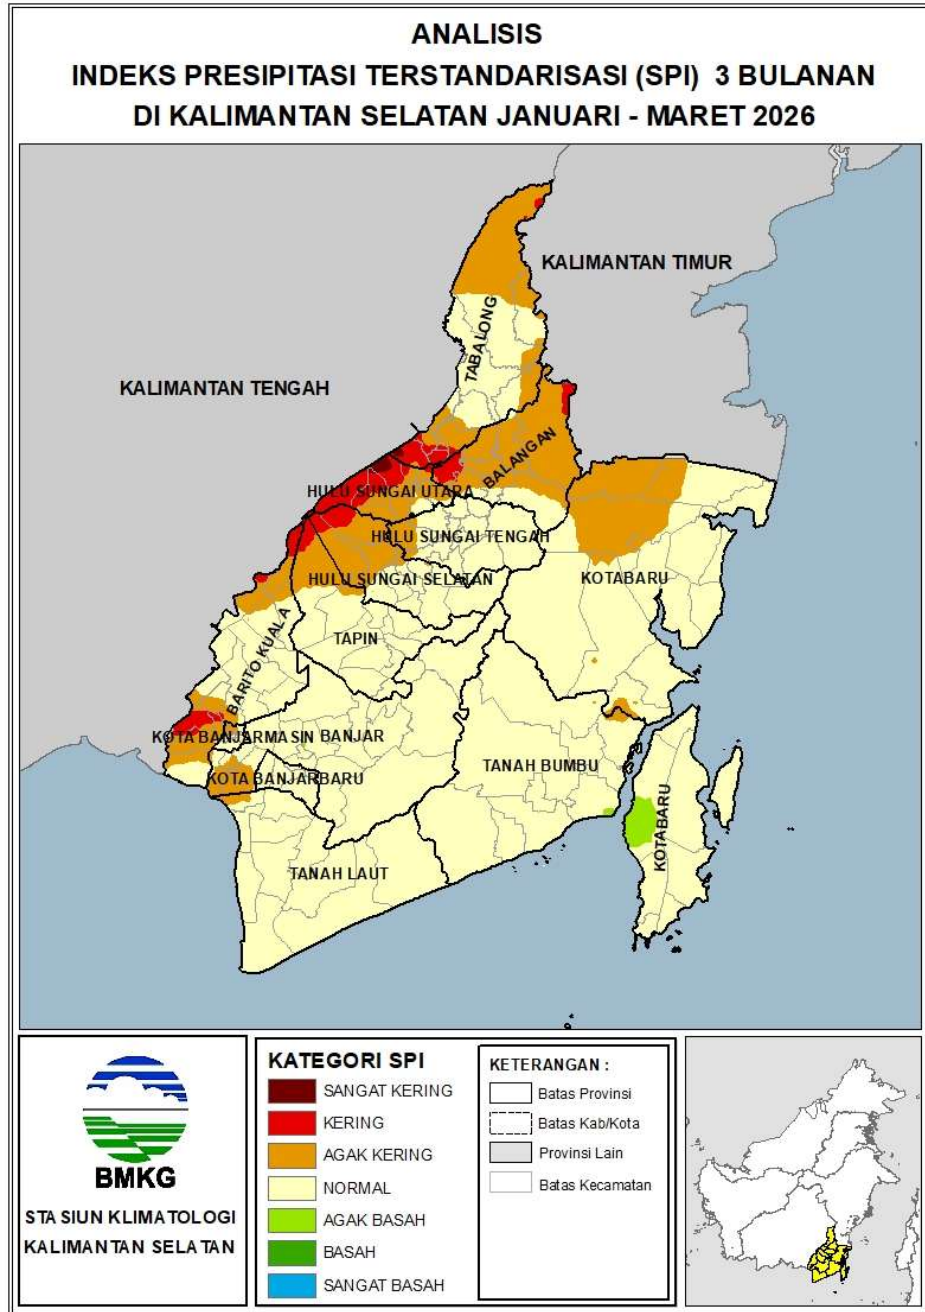 ANALISIS
INDEKS PRESIPITASI TERSTANDARISASI (SPI) 3 BULANAN
DI KALIMANTAN SELATAN JANUARI - MARET 2026
KALIMANTAN TIMUR
TABALONG
KALIMANTAN TENGAH
BALANGAN
HULU SUNGAI UTARA
HULU SUNGAI TENGAH
HULU SUNGAI SELATAN
KOTABARU
TAPIN
BARITO KUALA
KOTA BANJARMASIN
BANJAR
KOTA BANJARBARU
TANAH BUMBU
KOTABARU
TANAH LAUT
BMKG
STASIUN KLIMATOLOGI
KALIMANTAN SELATAN
KATEGORI SPI
SANGAT KERING
KERING
AGAK KERING
NORMAL
AGAK BASAH
BASAH
SANGAT BASAH
KETERANGAN :
Batas Provinsi
Batas Kab/Kota
Provinsi Lain
Batas Kecamatan